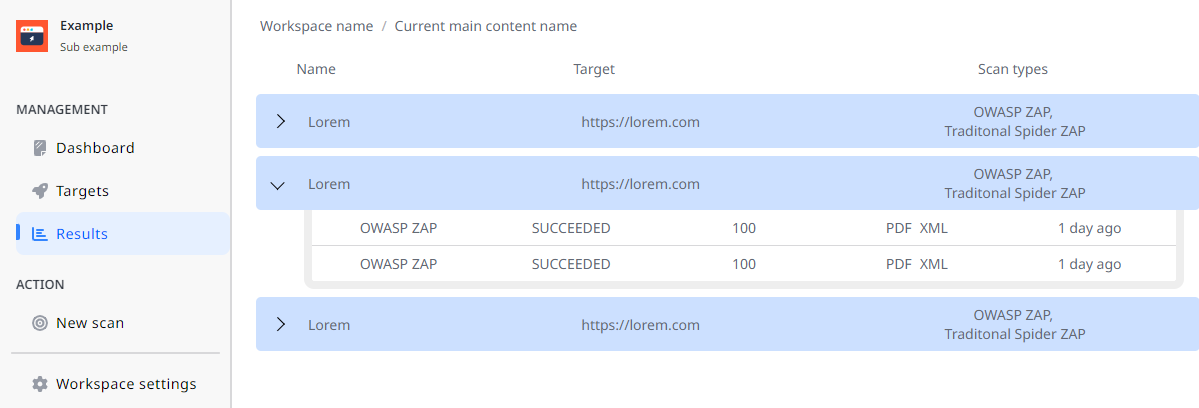 Example
Sub example
MANAGEMENT
Dashboard
Targets
Results
ACTION
New scan
Workspace settings
Workspace name / Current main content name
Name Target Scan types
Lorem https://lorem.com OWASP ZAP,
Traditonal Spider ZAP
Lorem https://lorem.com OWASP ZAP,
Traditonal Spider ZAP
OWASP ZAP SUCCEEDED 100 PDF XML 1 day ago
OWASP ZAP SUCCEEDED 100 PDF XML 1 day ago
Lorem https://lorem.com OWASP ZAP,
Traditonal Spider ZAP